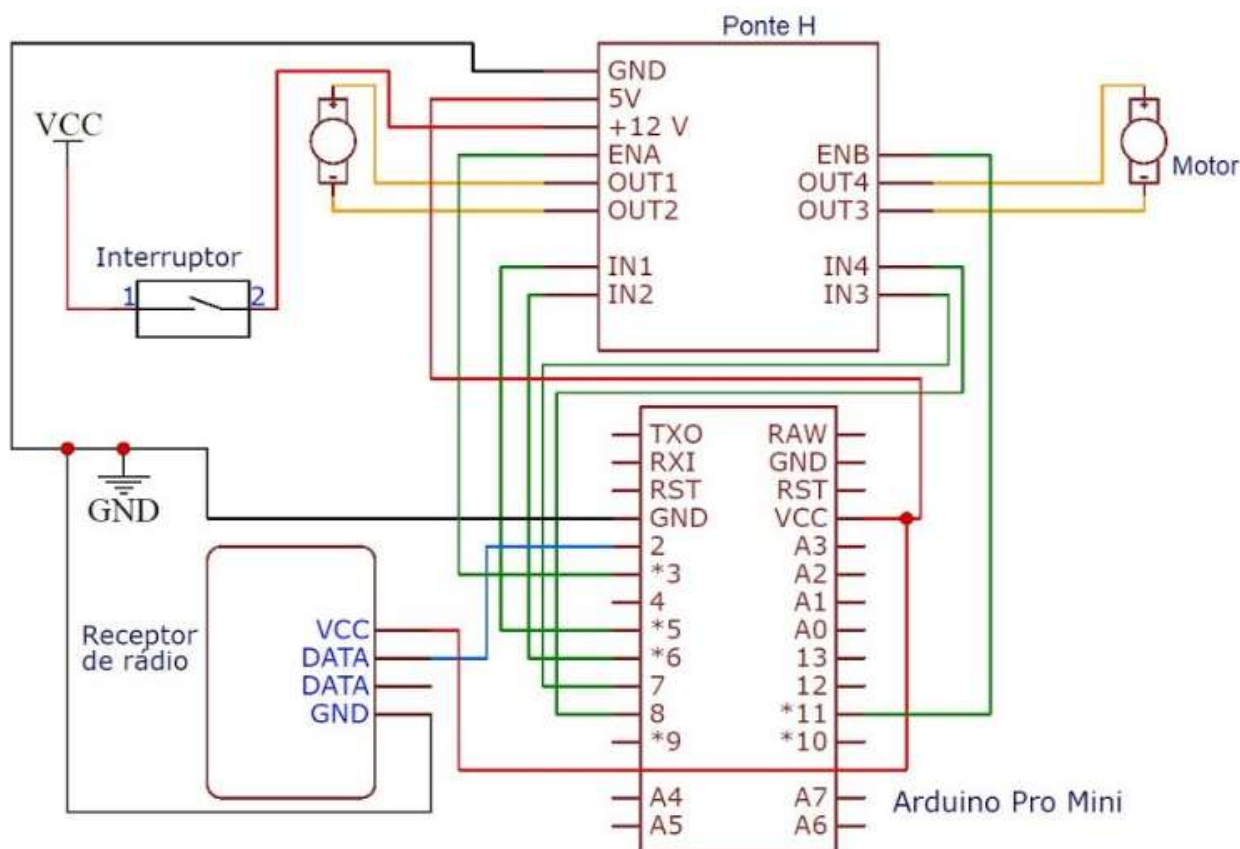 Ponte H
GND
5V
+12 V
ENA
OUT1
OUT2
IN1
IN2
ENB
OUT4
OUT3
IN4
IN3
Motor
VCC
Interruptor
1
2
GND
Receptor
de rádio
VCC
DATA
DATA
GND
TXO
RXI
RST
GND
2
*3
4
*5
*6
7
8
*9
A4
A5
RAW
GND
RST
VCC
A3
A2
A1
A0
13
12
*11
*10
A7
A6
Arduino Pro Mini